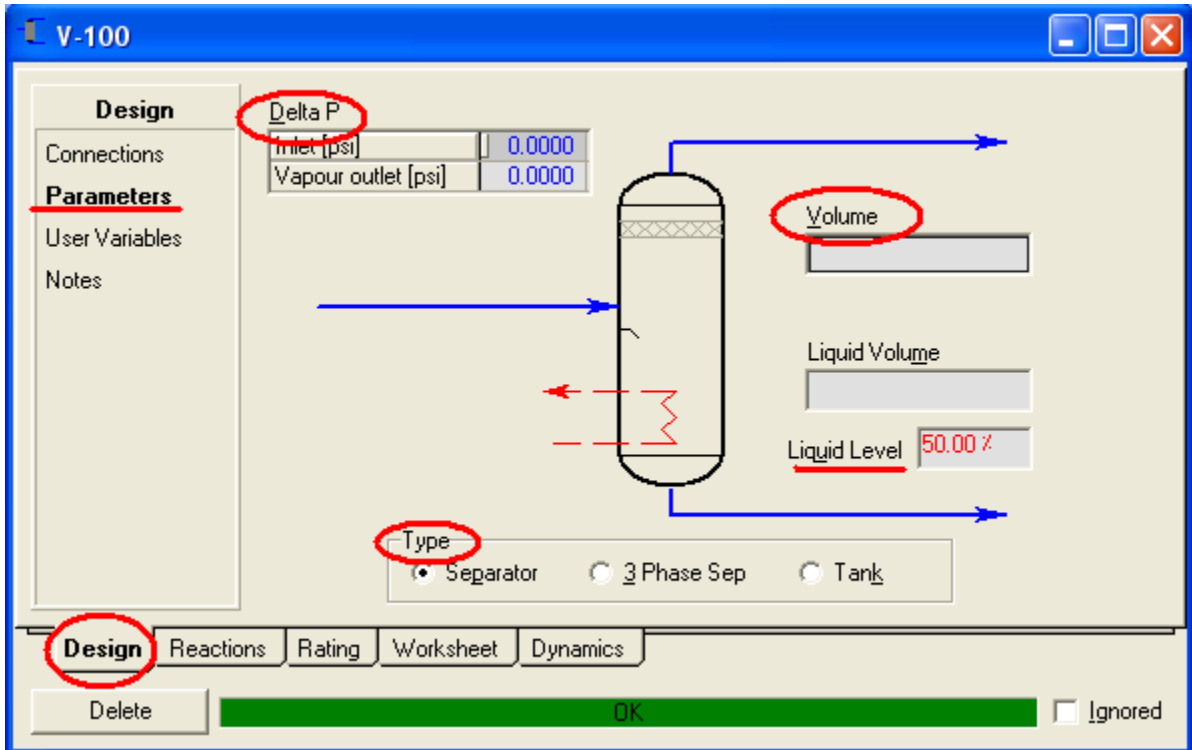 V-100
Design
Connections
Parameters
User Variables
Notes
Delta P
Inlet [psi] 0.0000
Vapour outlet [psi] 0.0000
Volume
Liquid Volume
Liquid Level 50.00 %
Type
Separator 3 Phase Sep Tank
Design Reactions Rating Worksheet Dynamics
Delete OK Ignored